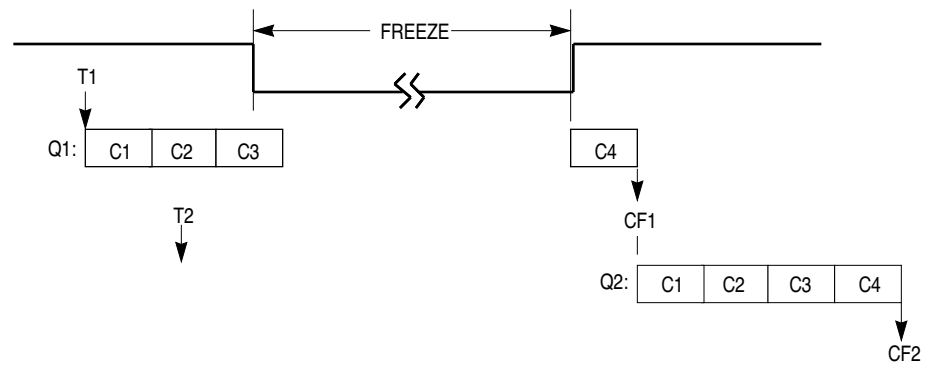 FREEZE
T1
Q1: C1 C2 C3 C4
T2
CF1
Q2: C1 C2 C3 C4
CF2